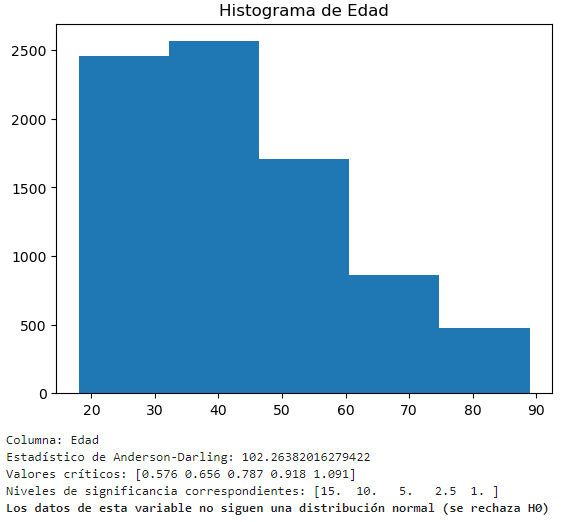 Histograma de Edad
2500
2000
1500
1000
500
0
20 30 40 50 60 70 80 90
Columna: Edad
Estadístico de Anderson-Darling: 102.26382016279422
Valores críticos: [0.576 0.656 0.787 0.918 1.091]
Niveles de significancia correspondientes: [15.  10.   5.   2.5  1. ]
Los datos de esta variable no siguen una distribución normal (se rechaza H0)